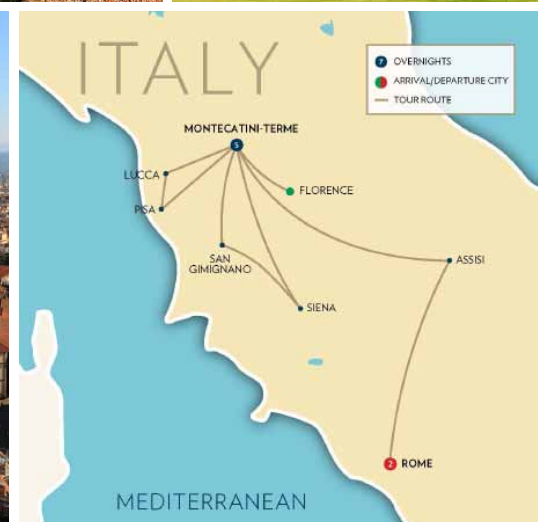 ITALY
7 OVERNIGHTS
ARRIVAL/DEPARTURE CITY
TOUR ROUTE
MONTECATINI-TERME
5
LUCCA
FLORENCE
PISA
SAN
GIMIGNANO
ASSISI
SIENA
2 ROME
MEDITERRANEAN